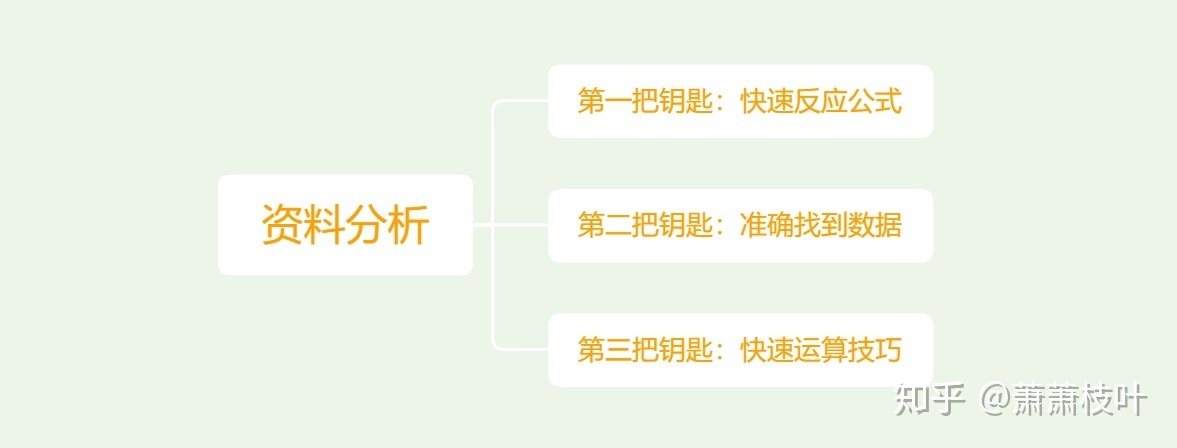 第一把钥匙：快速反应公式
资料分析
第二把钥匙：准确找到数据
第三把钥匙：快速运算技巧
知乎 @萧萧枝叶